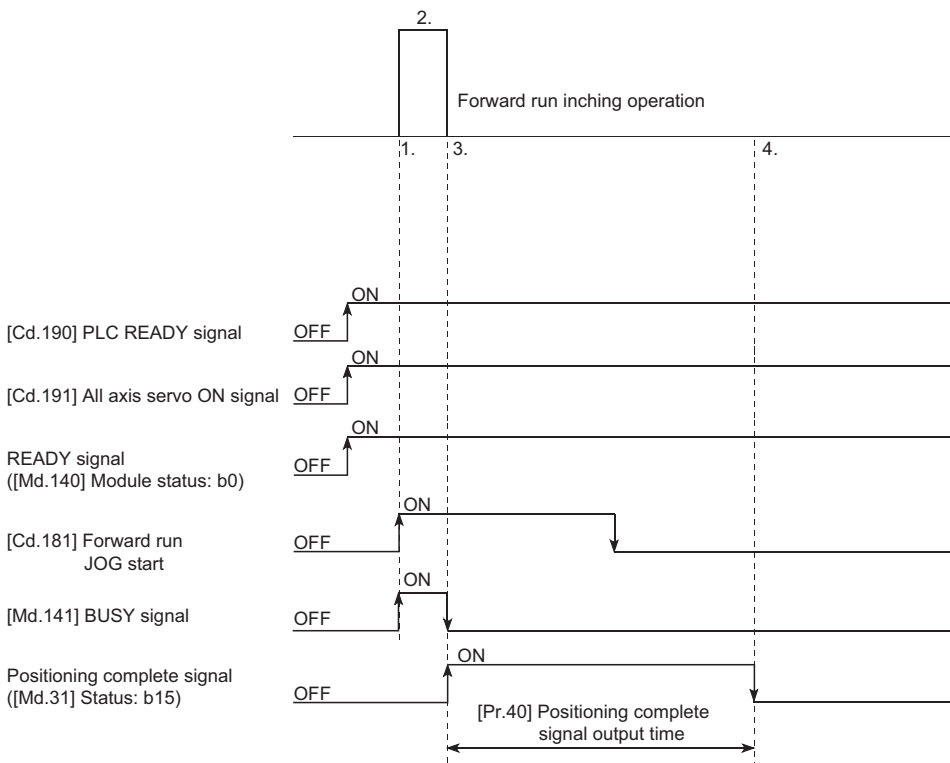 2.
Forward run inching operation
1.
3.
4.
ON
[Cd.190] PLC READY signal
OFF
ON
[Cd.191] All axis servo ON signal
OFF
ON
READY signal
([Md.140] Module status: b0)
OFF
ON
[Cd.181] Forward run
JOG start
OFF
ON
[Md.141] BUSY signal
OFF
ON
Positioning complete signal
([Md.31] Status: b15)
OFF
[Pr.40] Positioning complete
signal output time